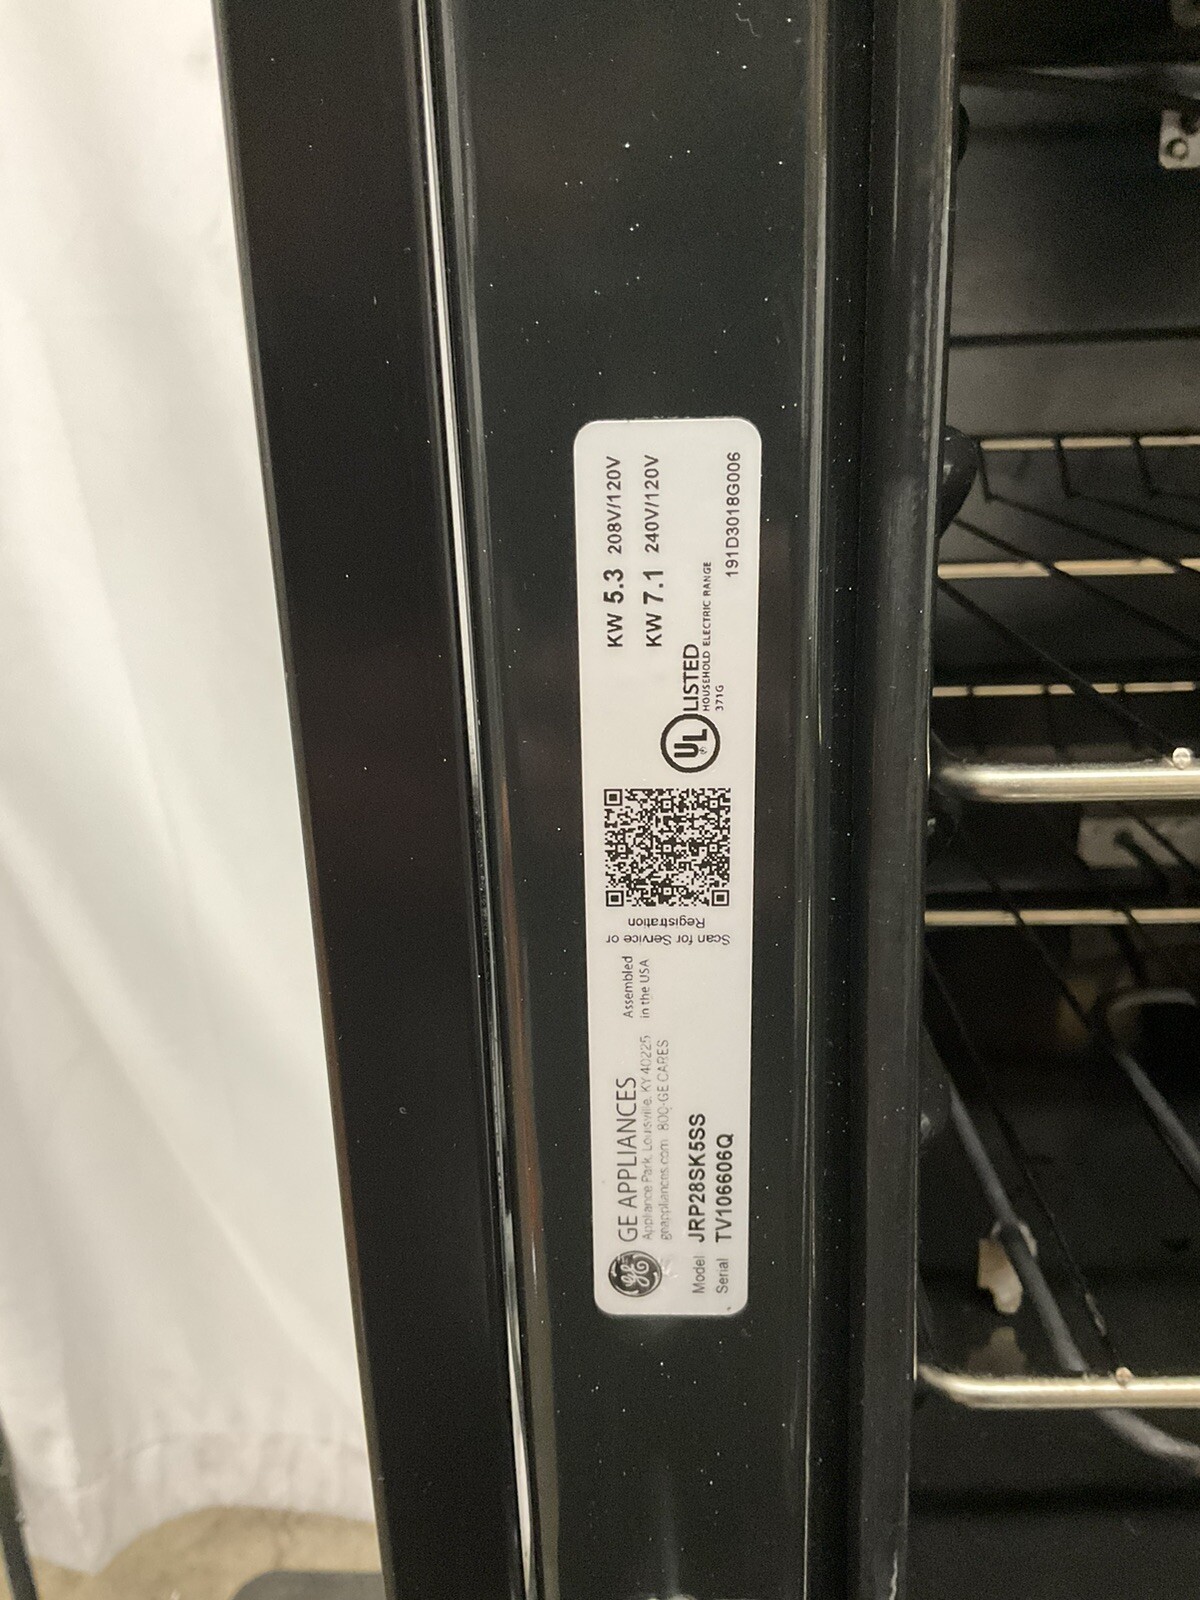 GE APPLIANCES
Appliance Park, Louisville, KY 40225
geappliances.com 800-GE CARES
Assembled
in the USA
Model JRP28SK5SS
Serial TV106606Q
Scan for Service or
Registration
UL LISTED
HOUSEHOLD ELECTRIC RANGE
371G
KW 5.3 208V/120V
KW 7.1 240V/120V
191D3018G006